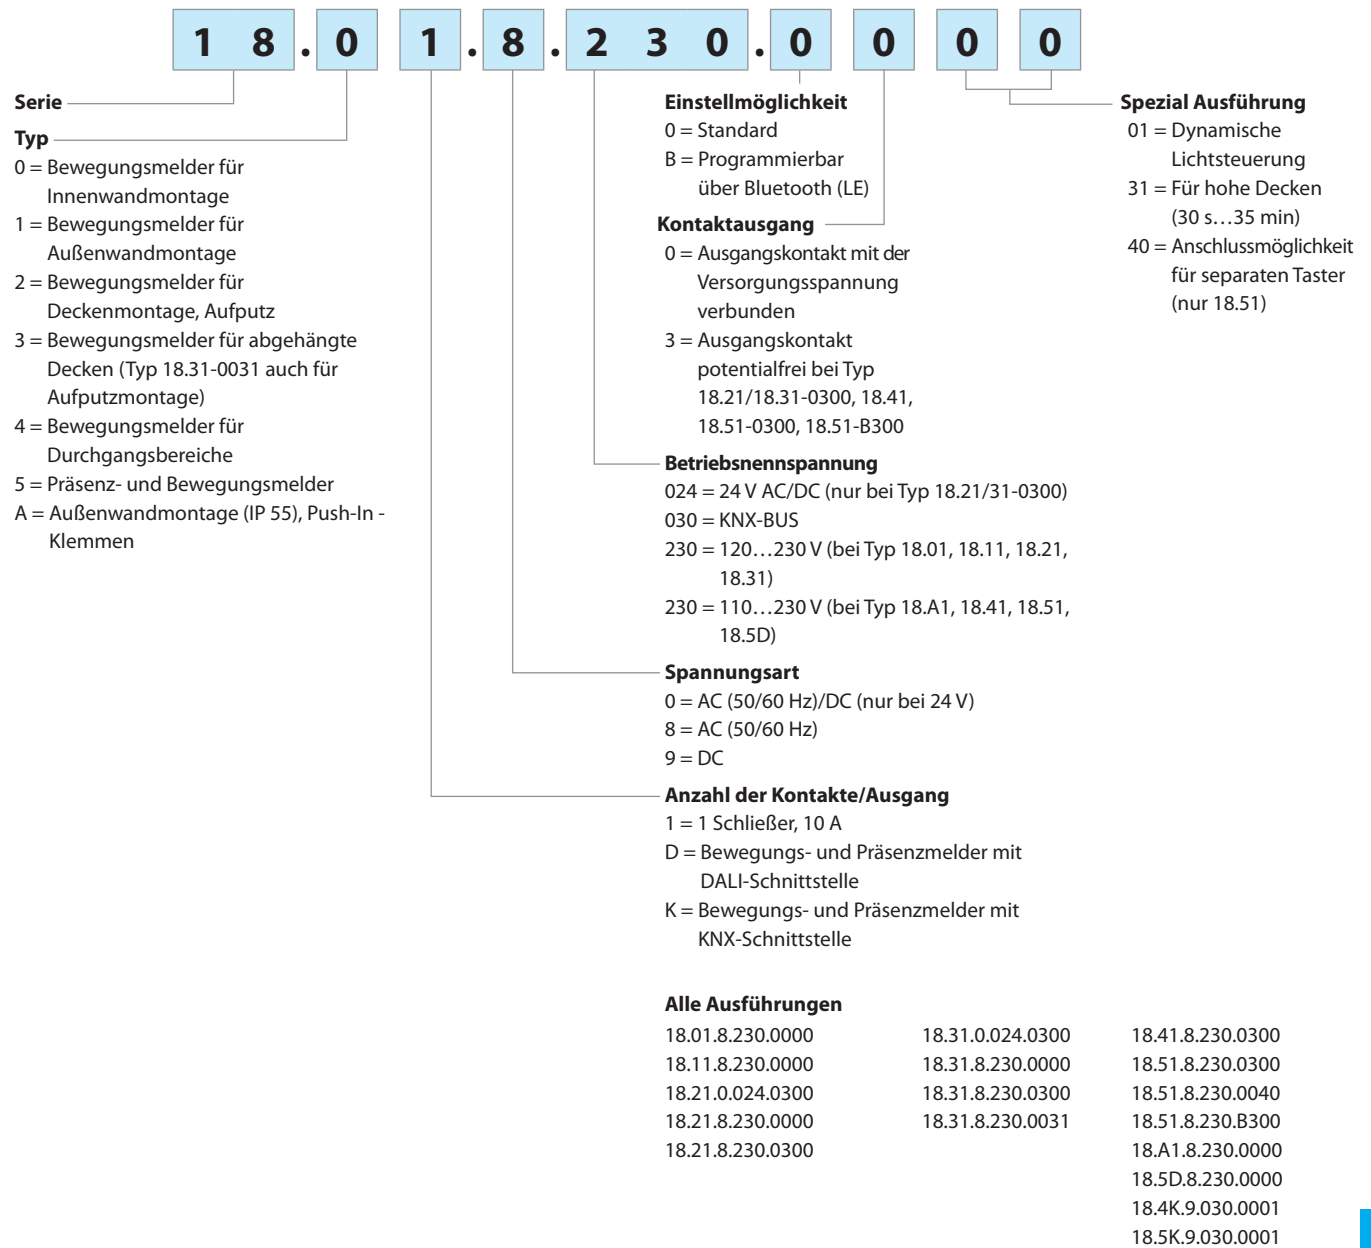 1 8 . 0 1 . 8 . 2 3 0 . 0 0 0 0
Serie
Typ
0 = Bewegungsmelder für
Innenwandmontage
1 = Bewegungsmelder für
Außenwandmontage
2 = Bewegungsmelder für
Deckenmontage, Aufputz
3 = Bewegungsmelder für abgehängte
Decken (Typ 18.31-0031 auch für
Aufputzmontage)
4 = Bewegungsmelder für
Durchgangsbereiche
5 = Präsenz- und Bewegungsmelder
A = Außenwandmontage (IP 55), Push-In -
Klemmen
Einstellmöglichkeit
0 = Standard
B = Programmierbar
über Bluetooth (LE)
Kontaktausgang
0 = Ausgangskontakt mit der
Versorgungsspannung
verbunden
3 = Ausgangskontakt
potentialfrei bei Typ
18.21/18.31-0300, 18.41,
18.51-0300, 18.51-B300
Betriebsnennspannung
024 = 24 V AC/DC (nur bei Typ 18.21/31-0300)
030 = KNX-BUS
230 = 120…230 V (bei Typ 18.01, 18.11, 18.21,
18.31)
230 = 110…230 V (bei Typ 18.A1, 18.41, 18.51,
18.5D)
Spannungsart
0 = AC (50/60 Hz)/DC (nur bei 24 V)
8 = AC (50/60 Hz)
9 = DC
Anzahl der Kontakte/Ausgang
1 = 1 Schließer, 10 A
D = Bewegungs- und Präsenzmelder mit
DALI-Schnittstelle
K = Bewegungs- und Präsenzmelder mit
KNX-Schnittstelle
Spezial Ausführung
01 = Dynamische
Lichtsteuerung
31 = Für hohe Decken
(30 s…35 min)
40 = Anschlussmöglichkeit
für separaten Taster
(nur 18.51)
Alle Ausführungen
18.01.8.230.0000
18.11.8.230.0000
18.21.0.024.0300
18.21.8.230.0000
18.21.8.230.0300
18.31.0.024.0300
18.31.8.230.0000
18.31.8.230.0300
18.31.8.230.0031
18.41.8.230.0300
18.51.8.230.0300
18.51.8.230.0040
18.51.8.230.B300
18.A1.8.230.0000
18.5D.8.230.0000
18.4K.9.030.0001
18.5K.9.030.0001